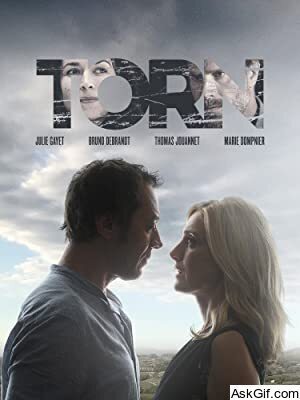 TORN
JULIE GAYET BRUNO DEBRANDT THOMAS JOUANNET MARIE DOMPNIER
AskGif.com